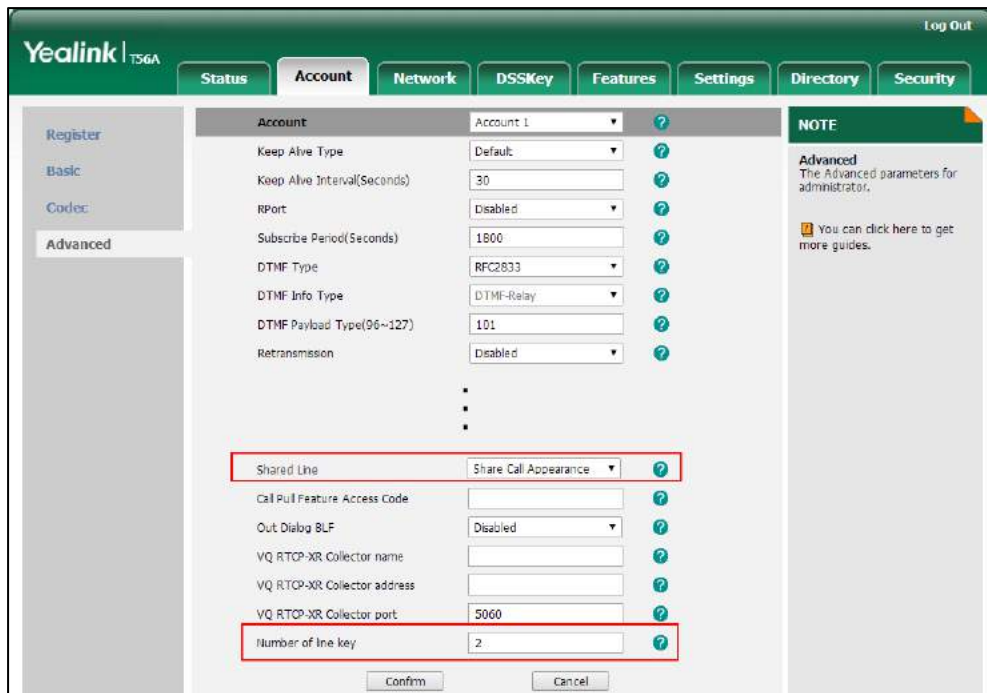 Log Out
Yealink | T56A
Status Account Network DSSKey Features Settings Directory Security
Register
Basic
Codec
Advanced
Account Account 1 ?
Keep Alive Type Default ?
Keep Alive Interval(Seconds) 30 ?
RPort Disabled ?
Subscribe Period(Seconds) 1800 ?
DTMF Type RFC2833 ?
DTMF Info Type DTMF-Relay ?
DTMF Payload Type(96~127) 101 ?
Retransmission Disabled ?
Shared Line Share Call Appearance ?
Call Pull Feature Access Code ?
Out Dialog BLF Disabled ?
VQ RTCP-XR Collector name ?
VQ RTCP-XR Collector address ?
VQ RTCP-XR Collector port 5060 ?
Number of line key 2 ?
Confirm Cancel
NOTE
Advanced
The Advanced parameters for
administrator.
? You can click here to get
more guides.